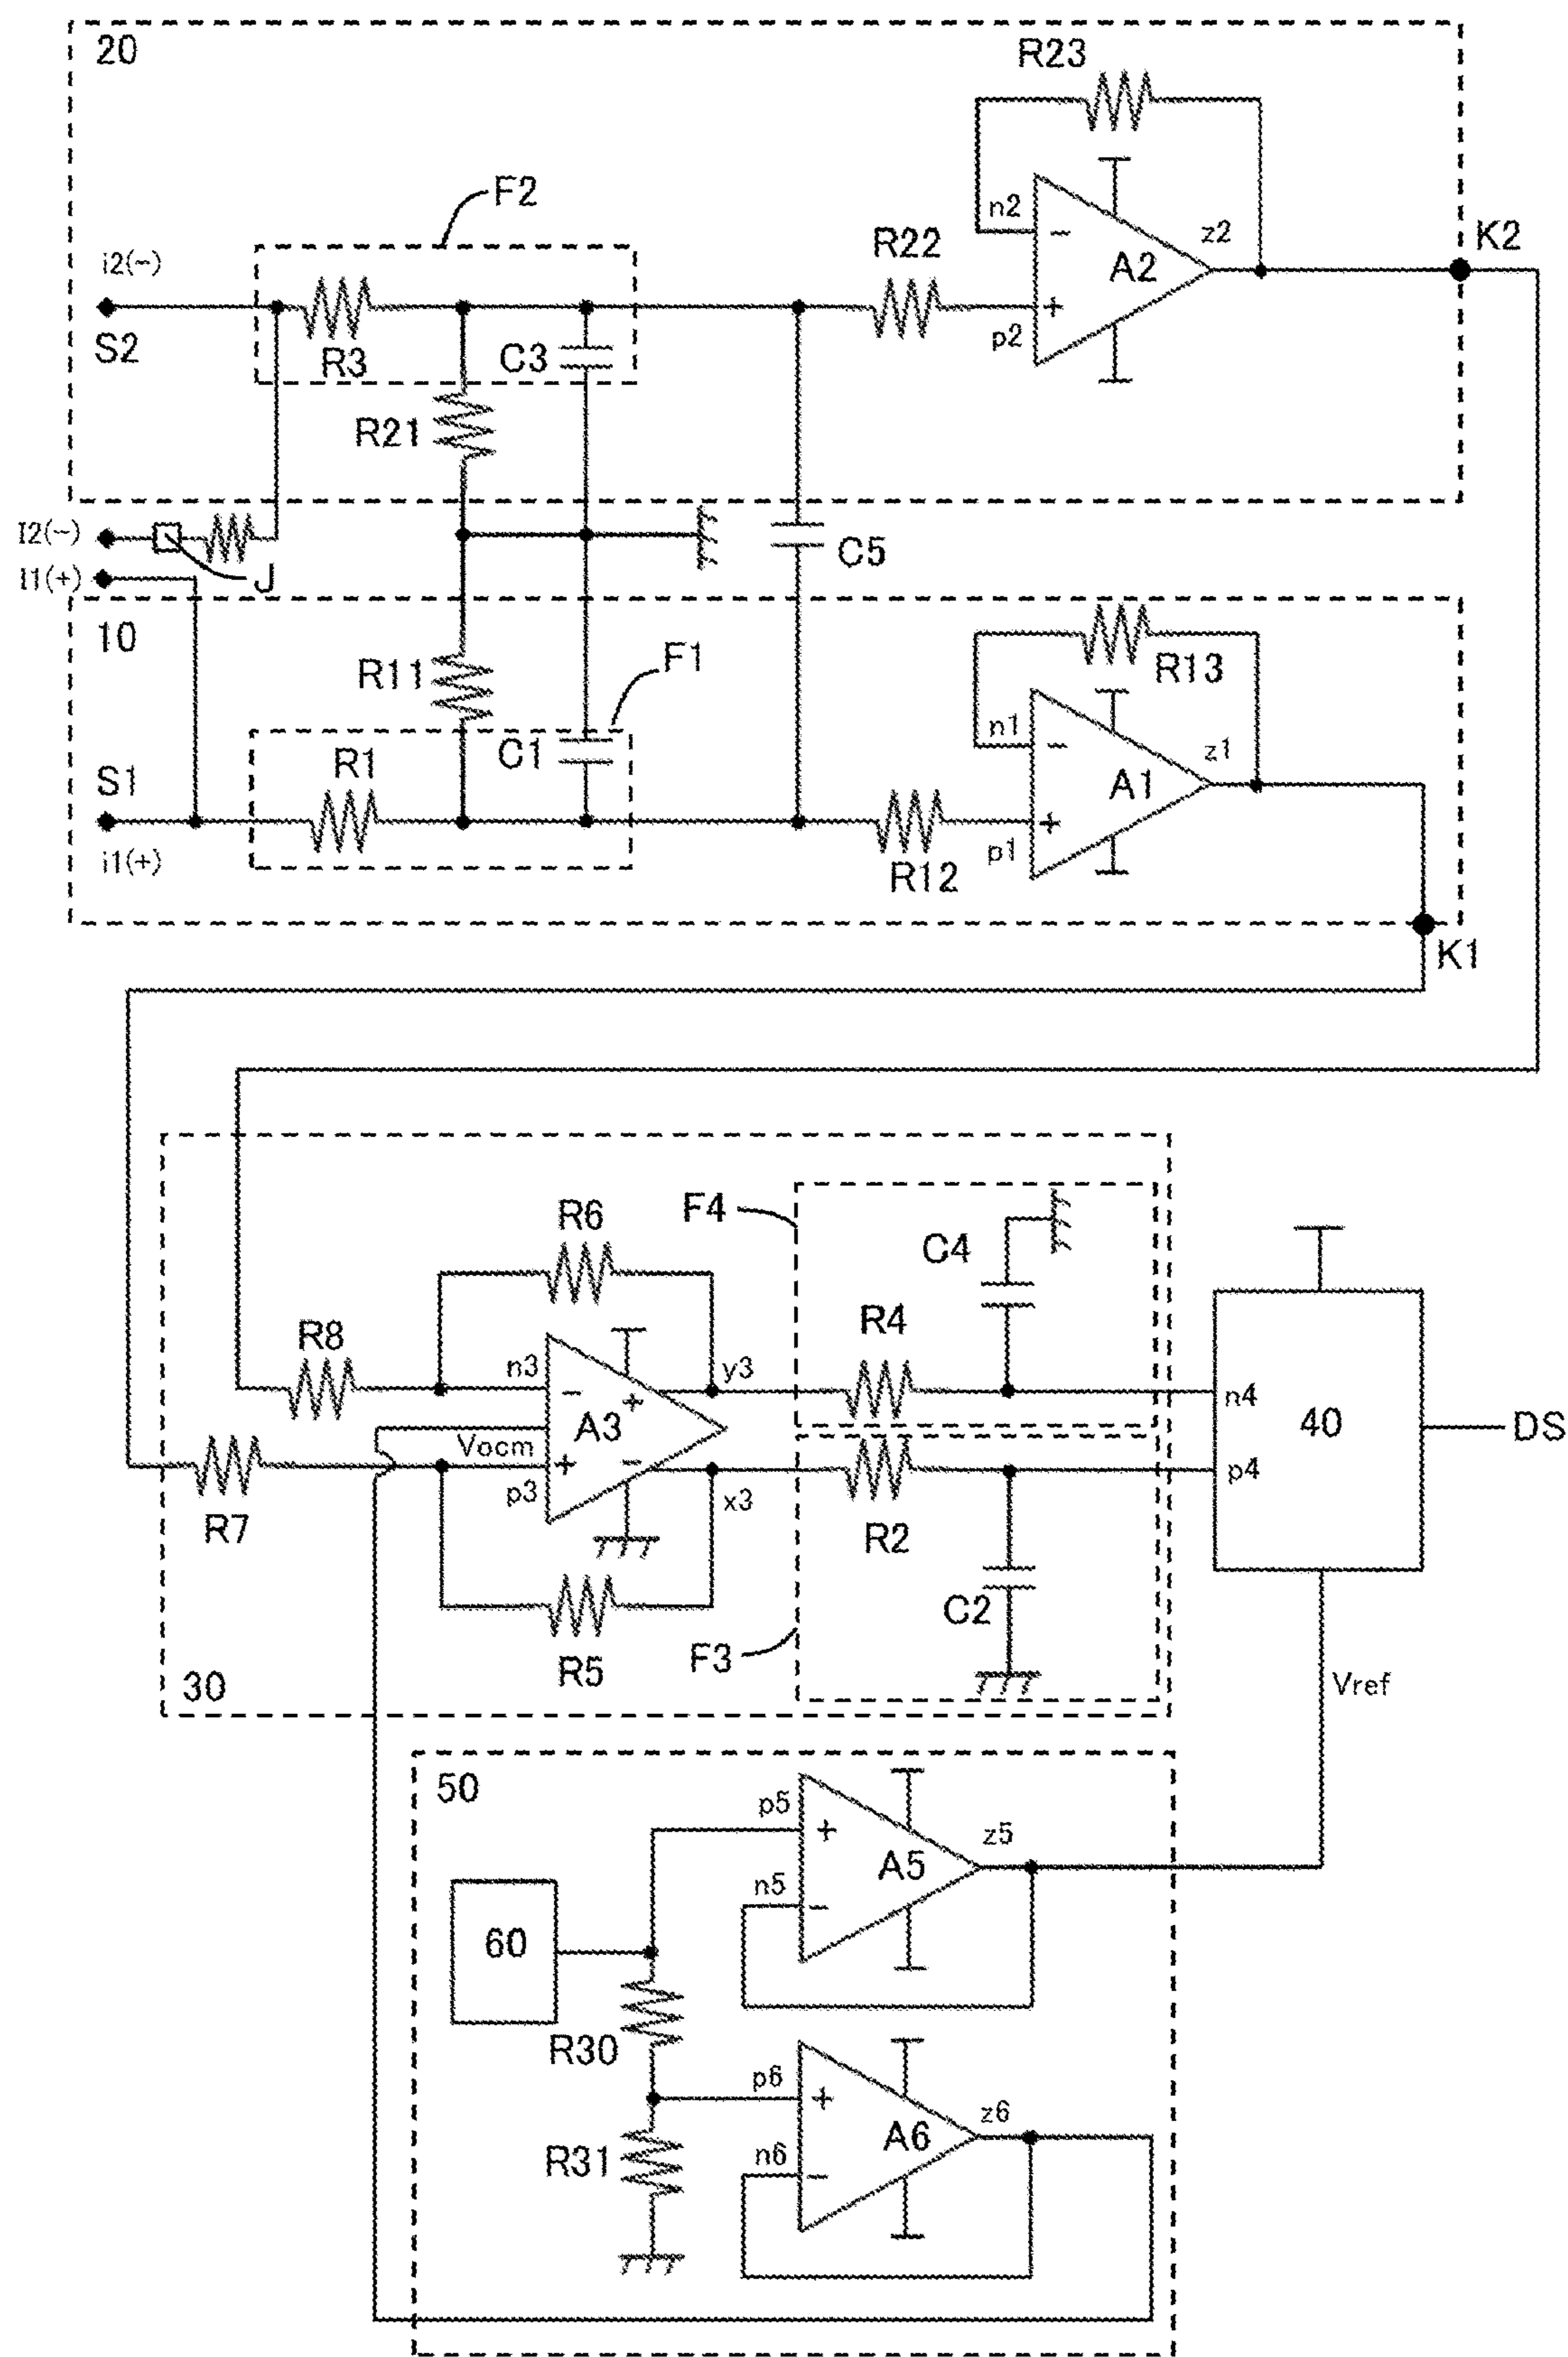 20
R23
F2
n2
z2
K2
i2(-)
R22
A2
S2
R3
C3
p2
R21
I2(-)
J
C5
I1(+)
10
F1
R13
R11
n1
z1
C1
S1
R1
A1
i1(+)
p1
R12
K1
F4
R6
C4
R8
R4
n3
y3
n4
A3
40
DS
Vocm
p4
p3
x3
R7
R2
C2
R5
F3
30
Vref
50
p5
z5
A5
n5
60
R30
p6
z6
A6
R31
n6